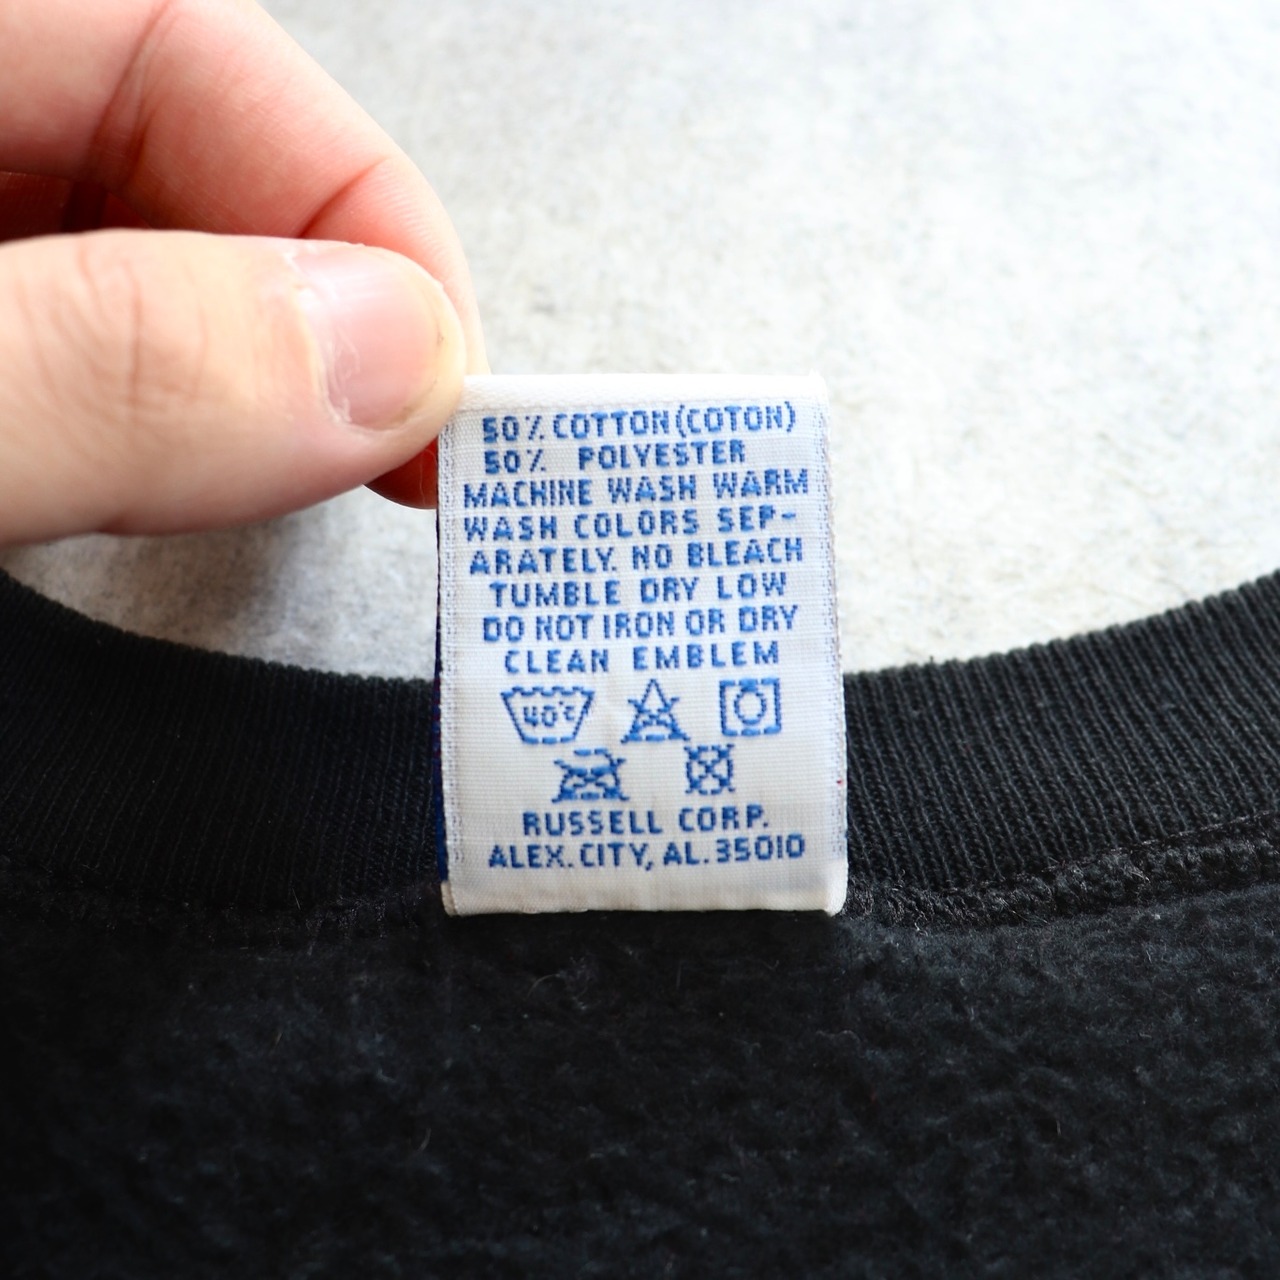 50% COTTON (COTON)
50% POLYESTER
MACHINE WASH WARM
WASH COLORS SEP-
ARATELY. NO BLEACH
TUMBLE DRY LOW
DO NOT IRON OR DRY
CLEAN EMBLEM
40°C
RUSSELL CORP.
ALEX. CITY, AL. 35010